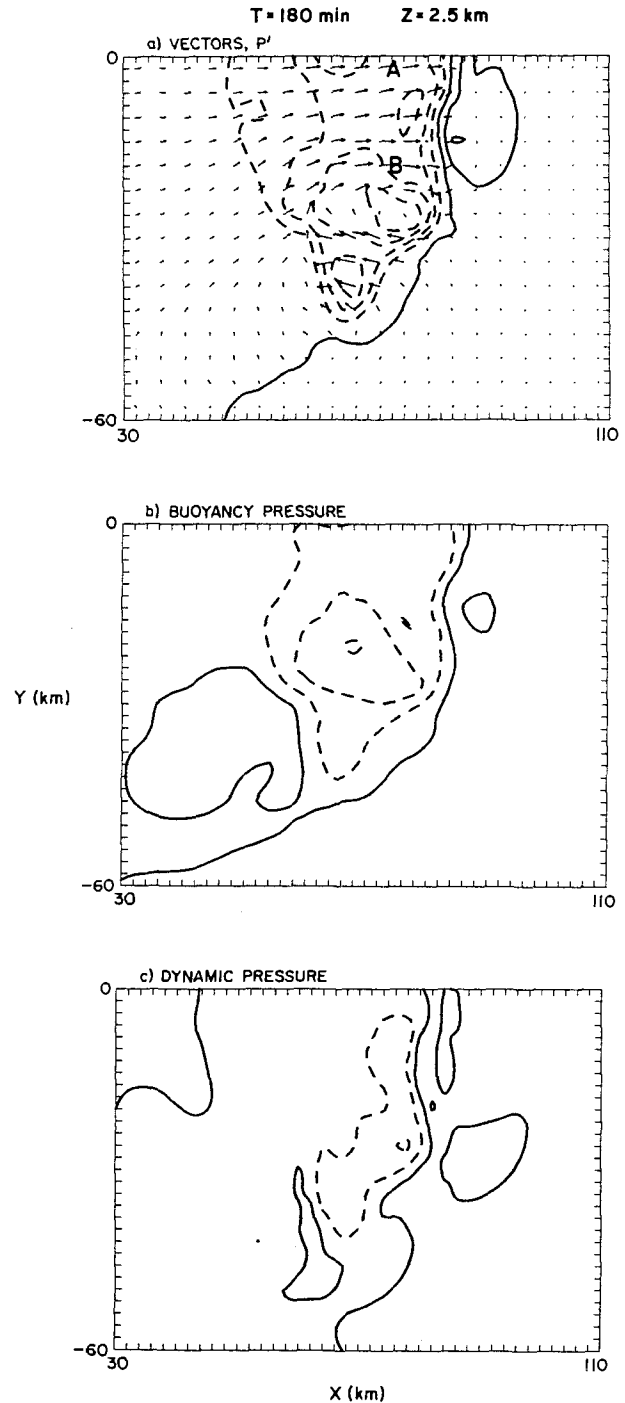 T = 180 min Z = 2.5 km
a) VECTORS, P'
0
A
B
-60
30
110
b) BUOYANCY PRESSURE
0
Y (km)
-60
30
110
c) DYNAMIC PRESSURE
0
-60
30
110
X (km)